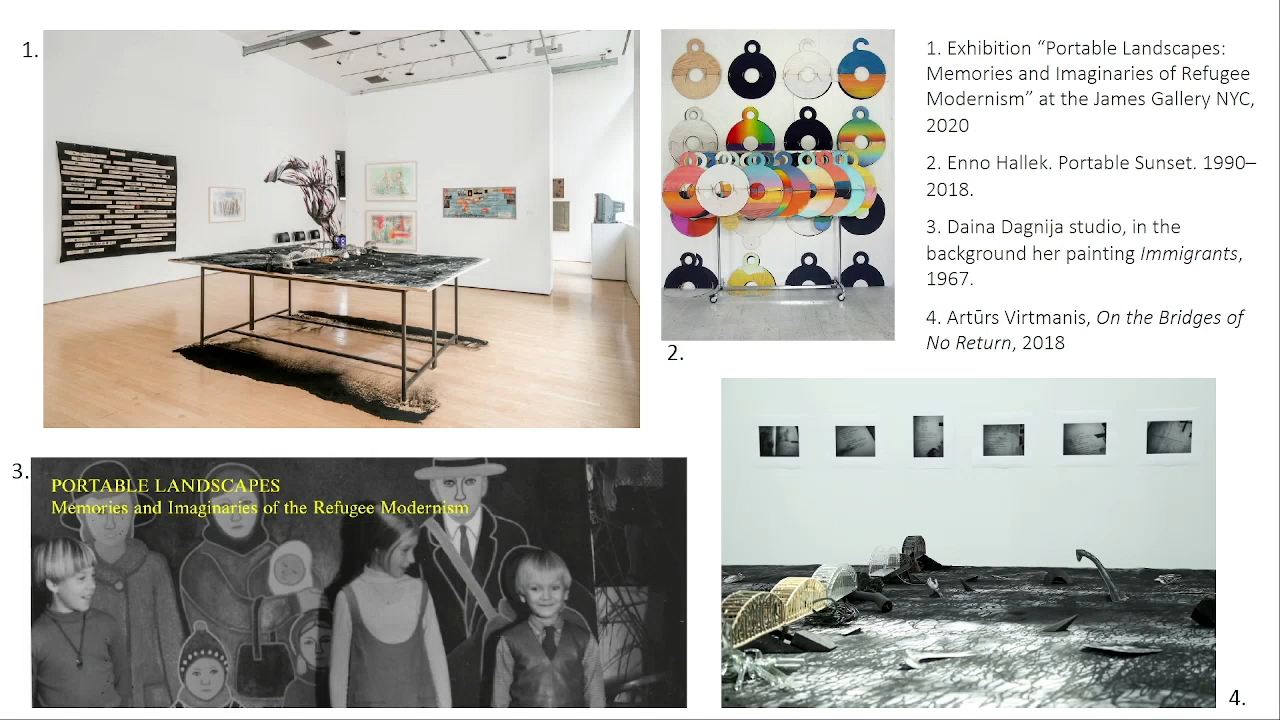 1.
1. Exhibition “Portable Landscapes:
Memories and Imaginaries of Refugee
Modernism” at the James Gallery NYC,
2020
2. Enno Hallek. Portable Sunset. 1990–
2018.
3. Daina Dagnija studio, in the
background her painting Immigrants,
1967.
4. Artūrs Virtmanis, On the Bridges of
No Return, 2018
2.
3.
PORTABLE LANDSCAPES
Memories and Imaginaries of the Refugee Modernism
4.